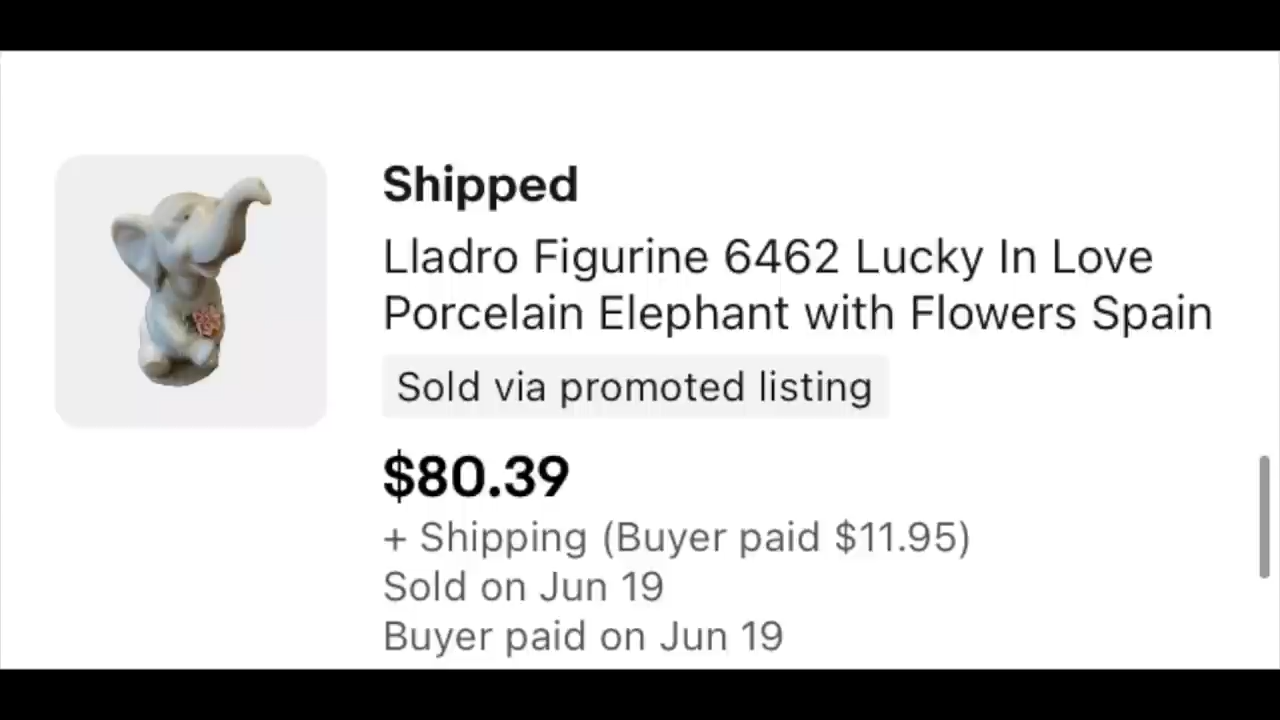 Shipped
Lladro Figurine 6462 Lucky In Love
Porcelain Elephant with Flowers Spain
Sold via promoted listing
$80.39
+ Shipping (Buyer paid $11.95)
Sold on Jun 19
Buyer paid on Jun 19